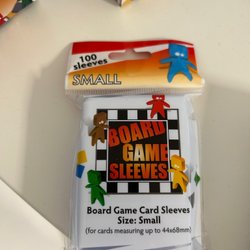 100
sleeves
SMALL
BOARD
GAME
SLEEVES
Board Game Card Sleeves
Size: Small
(for cards measuring up to 44x68mm)